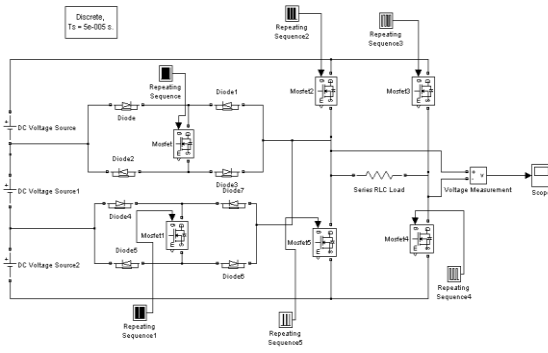 Discrete,
Ts = 5e-005 s.
Repeating
Sequence2
Repeating
Sequence3
Repeating
Sequence
Diode
Diode1
Mosfet2
Mosfet3
DC Voltage Source
Mosfet
Diode2
Diode3
DC Voltage Source1
Series RLC Load
Voltage Measurement
Scope
Diode4
Diode7
Mosfet1
Mosfet5
Mosfet4
Diode5
Diode6
DC Voltage Source2
Repeating
Sequence4
Repeating
Sequence1
Repeating
Sequence5